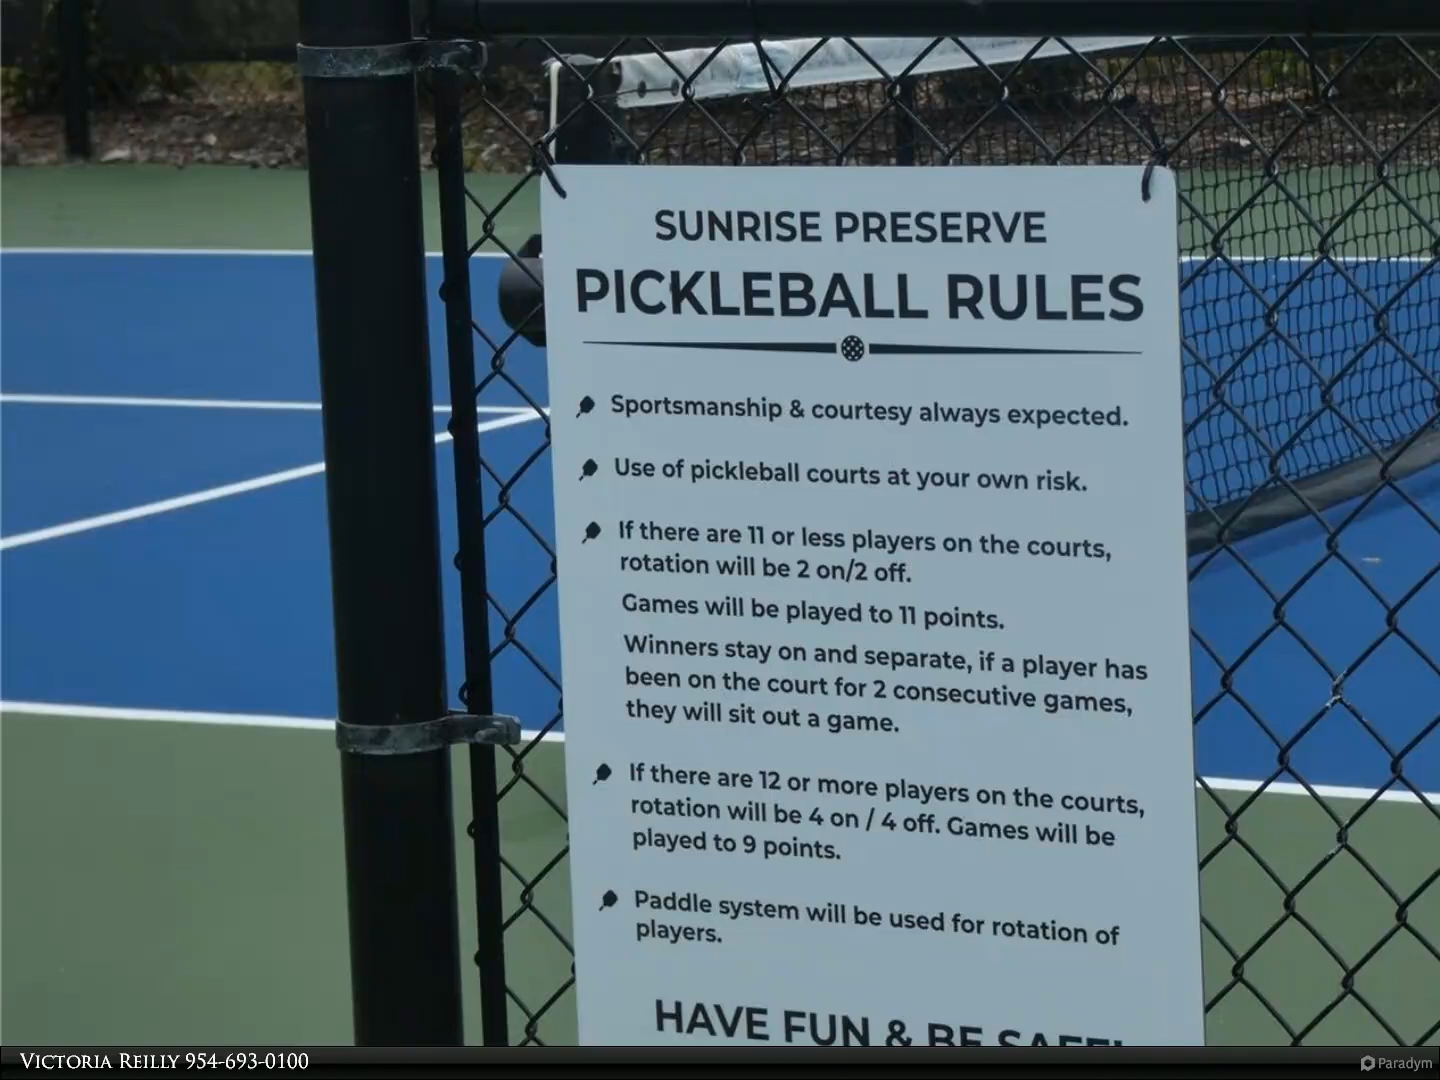 SUNRISE PRESERVE
PICKLEBALL RULES
Sportsmanship & courtesy always expected.
Use of pickleball courts at your own risk.
If there are 11 or less players on the courts,
rotation will be 2 on/2 off.
Games will be played to 11 points.
Winners stay on and separate, if a player has
been on the court for 2 consecutive games,
they will sit out a game.
If there are 12 or more players on the courts,
rotation will be 4 on / 4 off. Games will be
played to 9 points.
Paddle system will be used for rotation of
players.
HAVE FUN & BE SAFE!
VICTORIA REILLY 954-693-0100
Paradym